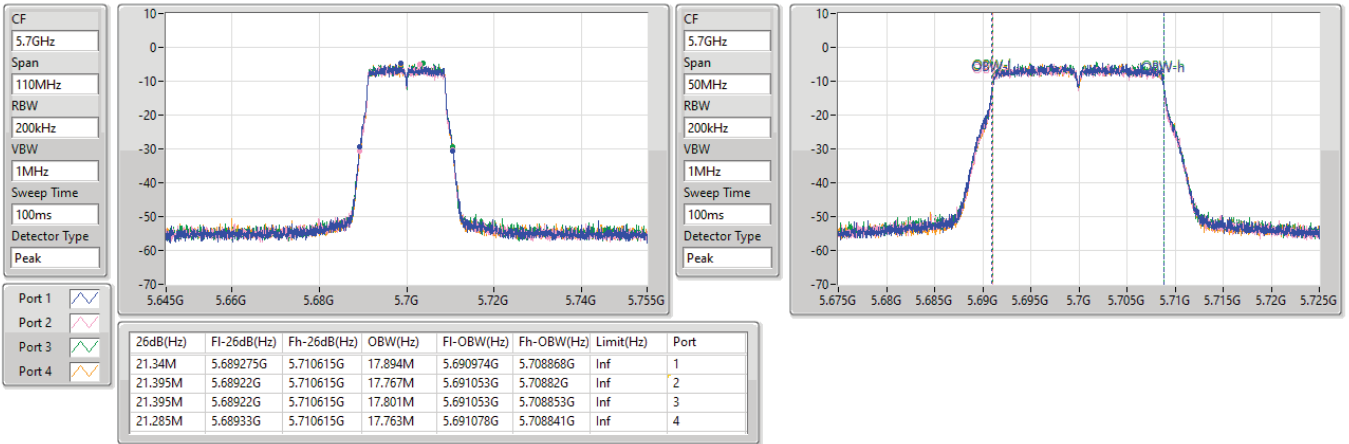 CF
5.7GHz
Span
110MHz
RBW
200kHz
VBW
1MHz
Sweep Time
100ms
Detector Type
Peak
10
0
-10
-20
-30
-40
-50
-60
-70
5.645G 5.66G 5.68G 5.7G 5.72G 5.74G 5.755G
CF
5.7GHz
Span
50MHz
RBW
200kHz
VBW
1MHz
Sweep Time
100ms
Detector Type
Peak
10
0
-10
-20
-30
-40
-50
-60
-70
OBW-l OBW-h
5.675G 5.68G 5.685G 5.69G 5.695G 5.7G 5.705G 5.71G 5.715G 5.72G 5.725G
Port 1
Port 2
Port 3
Port 4
26dB(Hz) Fl-26dB(Hz) Fh-26dB(Hz) OBW(Hz) Fl-OBW(Hz) Fh-OBW(Hz) Limit(Hz) Port
21.34M 5.689275G 5.710615G 17.894M 5.690974G 5.708868G Inf 1
21.395M 5.68922G 5.710615G 17.767M 5.691053G 5.70882G Inf 2
21.395M 5.68922G 5.710615G 17.801M 5.691053G 5.708853G Inf 3
21.285M 5.68933G 5.710615G 17.763M 5.691078G 5.708841G Inf 4